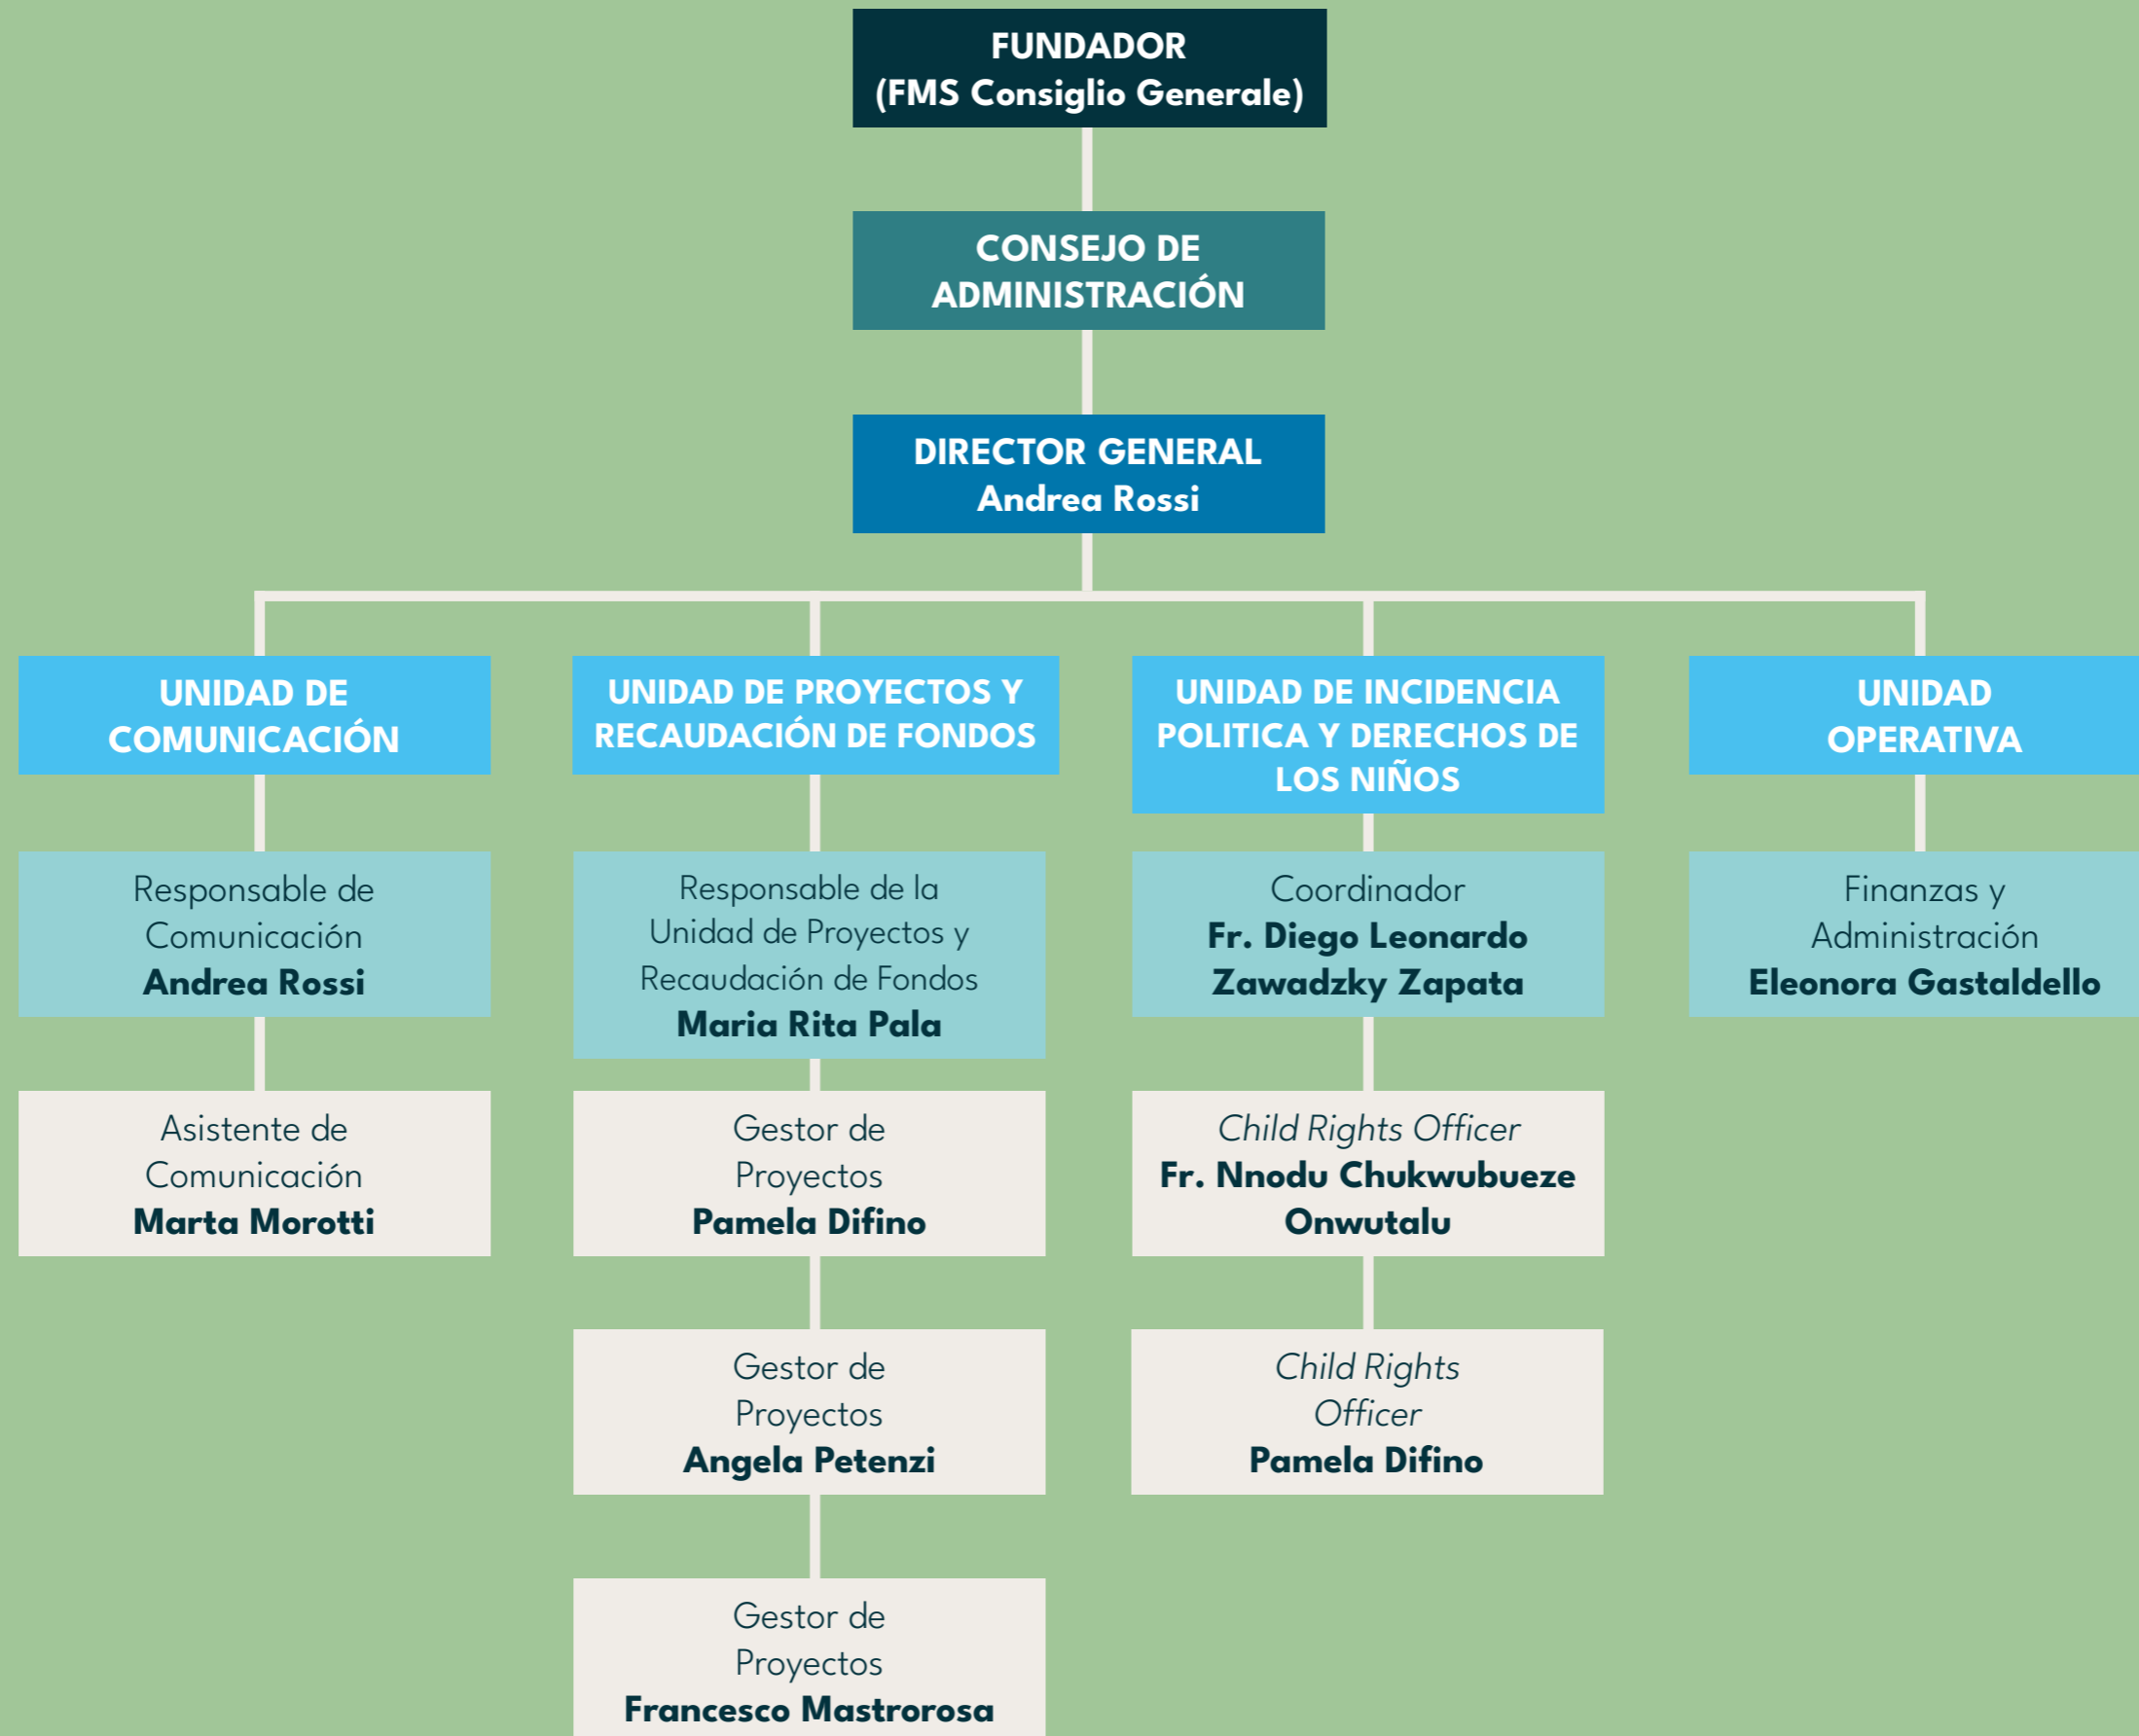 FUNDADOR
(FMS Consiglio Generale)
CONSEJO DE
ADMINISTRACIÓN
DIRECTOR GENERAL
Andrea Rossi
UNIDAD DE
COMUNICACIÓN
Responsable de
Comunicación
Andrea Rossi
Asistente de
Comunicación
Marta Morotti
UNIDAD DE PROYECTOS Y
RECAUDACIÓN DE FONDOS
Responsable de la
Unidad de Proyectos y
Recaudación de Fondos
Maria Rita Pala
Gestor de
Proyectos
Pamela Difino
Gestor de
Proyectos
Angela Petenzi
Gestor de
Proyectos
Francesco Mastrorosa
UNIDAD DE INCIDENCIA
POLITICA Y DERECHOS DE
LOS NIÑOS
Coordinador
Fr. Diego Leonardo
Zawadzky Zapata
Child Rights Officer
Fr. Nnodu Chukwubueze
Onwutalu
Child Rights
Officer
Pamela Difino
UNIDAD
OPERATIVA
Finanzas y
Administración
Eleonora Gastaldello